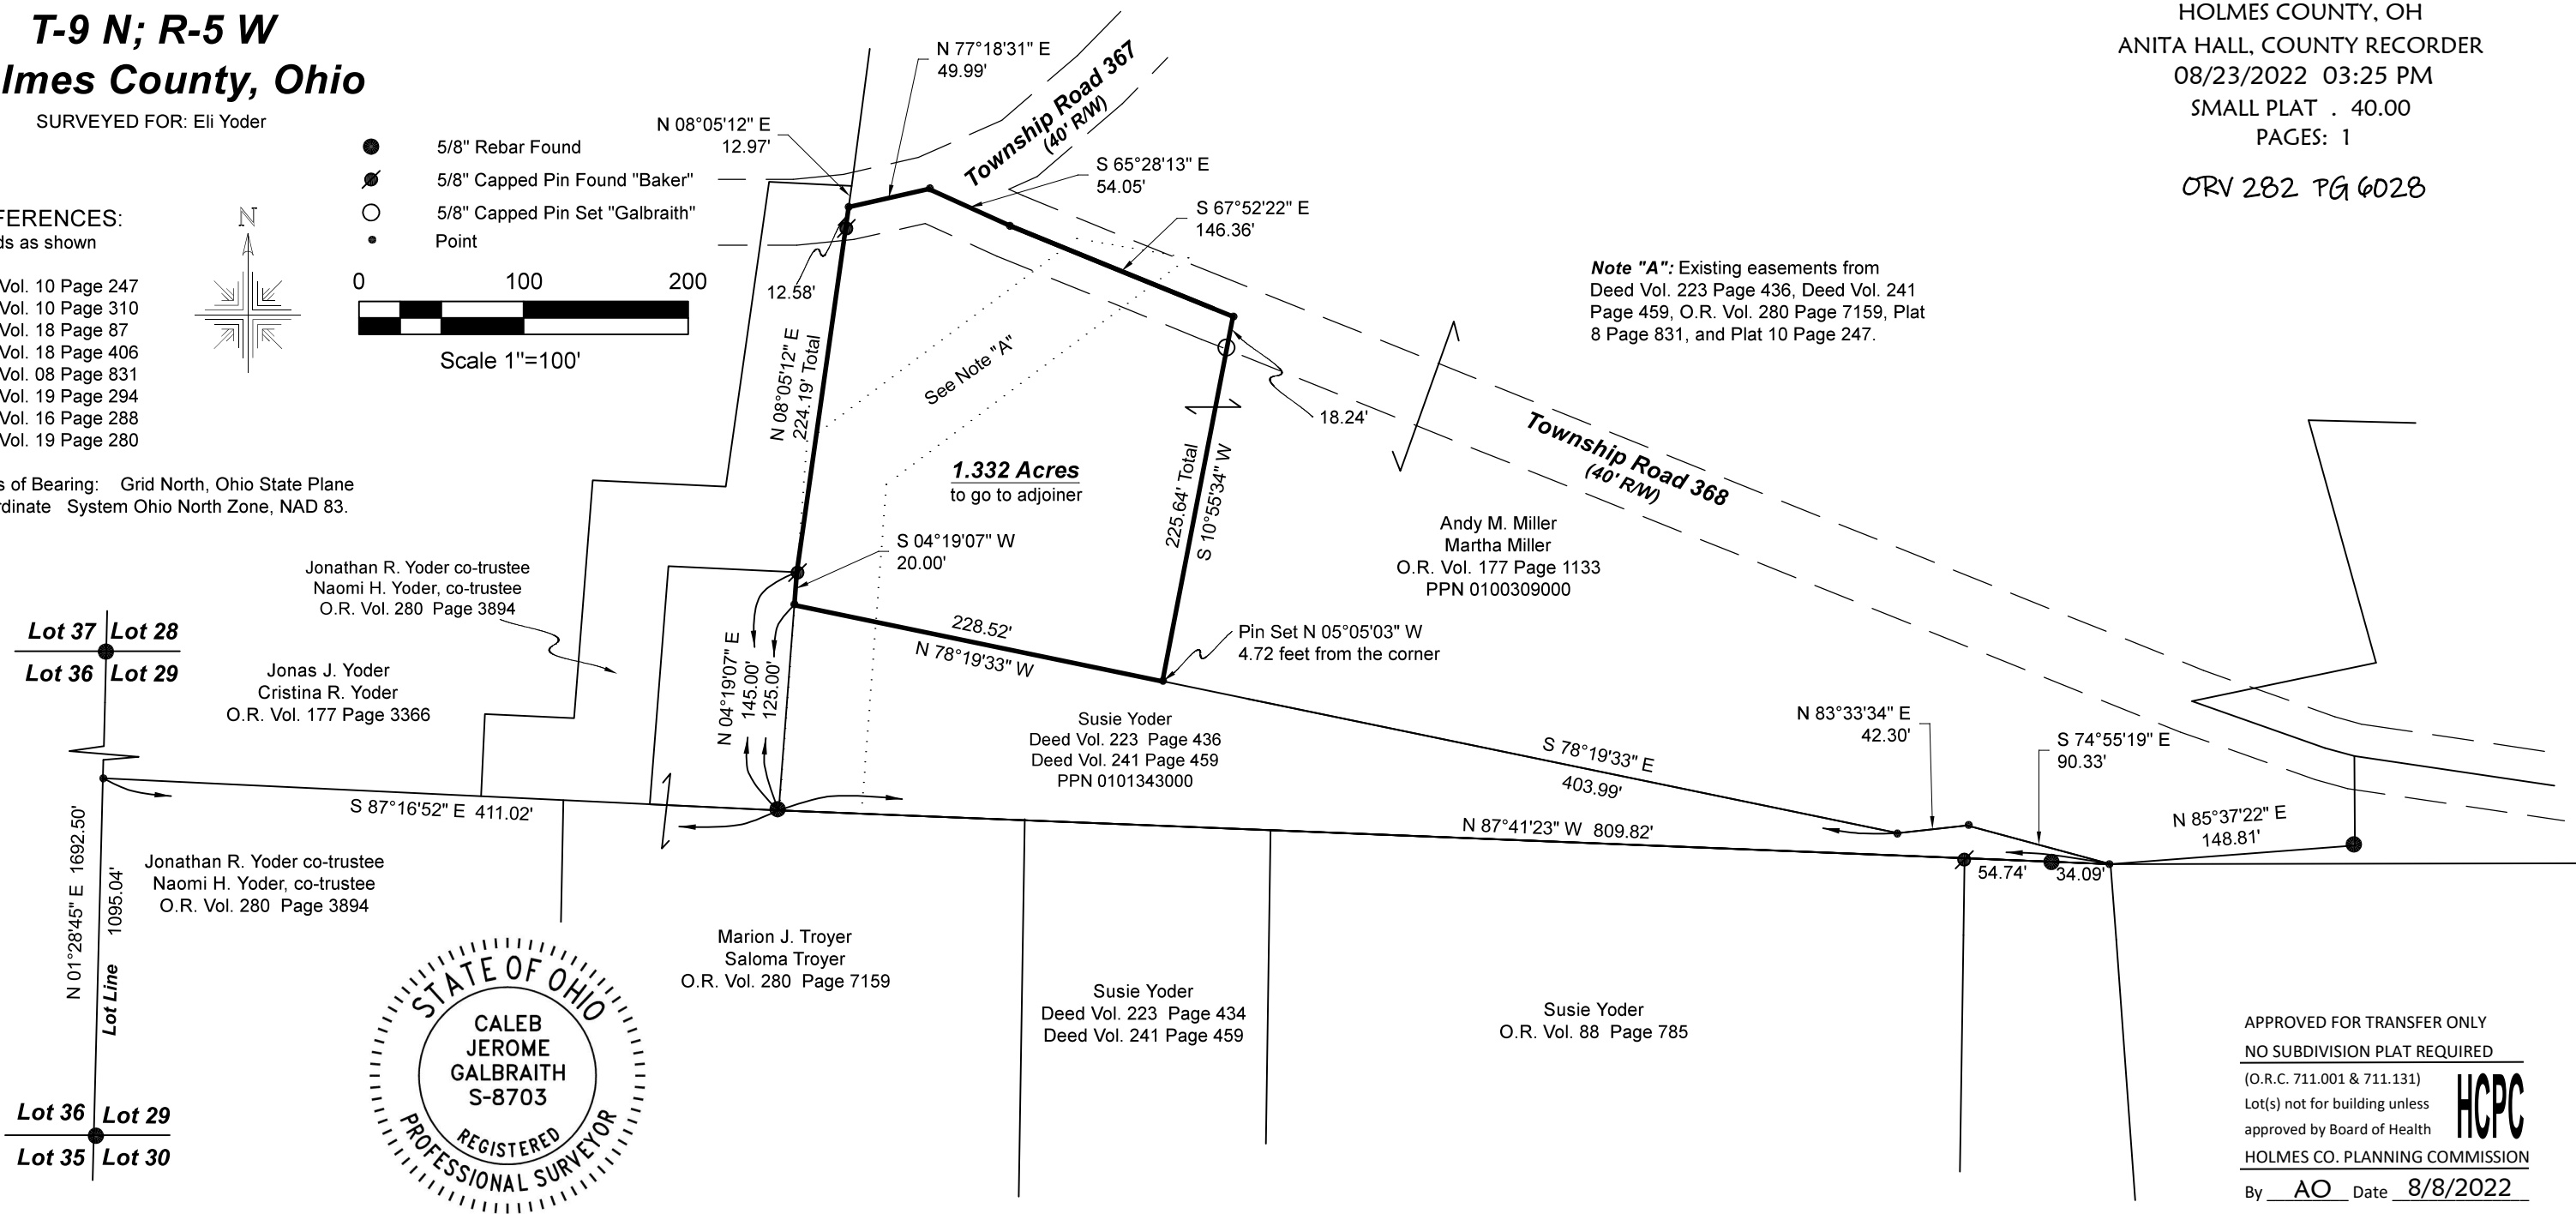 T-9 N; R-5 W
lmes County, Ohio
SURVEYED FOR: Eli Yoder
HOLMES COUNTY, OH
ANITA HALL, COUNTY RECORDER
08/23/2022 03:25 PM
SMALL PLAT . 40.00
PAGES: 1
ORV 282 PG 6028
5/8" Rebar Found
5/8" Capped Pin Found "Baker"
5/8" Capped Pin Set "Galbraith"
Point
FERENCES:
ds as shown
Vol. 10 Page 247
Vol. 10 Page 310
Vol. 18 Page 87
Vol. 18 Page 406
Vol. 08 Page 831
Vol. 19 Page 294
Vol. 16 Page 288
Vol. 19 Page 280
N
0 100 200
Scale 1"=100'
s of Bearing: Grid North, Ohio State Plane
rdinate System Ohio North Zone, NAD 83.
N 77°18'31" E
49.99'
N 08°05'12" E
12.97'
Township Road 367
(40' R/W)
S 65°28'13" E
54.05'
S 67°52'22" E
146.36'
12.58'
N 08°05'12" E
224.19' Total
See Note "A"
Note "A": Existing easements from
Deed Vol. 223 Page 436, Deed Vol. 241
Page 459, O.R. Vol. 280 Page 7159, Plat
8 Page 831, and Plat 10 Page 247.
18.24'
Township Road 368
(40' R/W)
1.332 Acres
to go to adjoiner
225.64' Total
S 10°55'34" W
S 04°19'07" W
20.00'
Andy M. Miller
Martha Miller
O.R. Vol. 177 Page 1133
PPN 0100309000
Jonathan R. Yoder co-trustee
Naomi H. Yoder, co-trustee
O.R. Vol. 280 Page 3894
228.52'
N 78°19'33" W
Pin Set N 05°05'03" W
4.72 feet from the corner
Lot 37 Lot 28
Lot 36 Lot 29
Jonas J. Yoder
Cristina R. Yoder
O.R. Vol. 177 Page 3366
N 04°19'07" E
145.00'
125.00'
Susie Yoder
Deed Vol. 223 Page 436
Deed Vol. 241 Page 459
PPN 0101343000
S 78°19'33" E
403.99'
N 83°33'34" E
42.30'
S 74°55'19" E
90.33'
N 85°37'22" E
148.81'
S 87°16'52" E 411.02'
N 87°41'23" W 809.82'
54.74'
34.09'
N 01°28'45" E 1692.50'
1095.04'
Lot Line
Jonathan R. Yoder co-trustee
Naomi H. Yoder, co-trustee
O.R. Vol. 280 Page 3894
Marion J. Troyer
Saloma Troyer
O.R. Vol. 280 Page 7159
Susie Yoder
Deed Vol. 223 Page 434
Deed Vol. 241 Page 459
Susie Yoder
O.R. Vol. 88 Page 785
STATE OF OHIO
CALEB
JEROME
GALBRAITH
S-8703
REGISTERED
PROFESSIONAL SURVEYOR
Lot 36 Lot 29
Lot 35 Lot 30
APPROVED FOR TRANSFER ONLY
NO SUBDIVISION PLAT REQUIRED
(O.R.C. 711.001 & 711.131)
Lot(s) not for building unless
approved by Board of Health
HCPC
HOLMES CO. PLANNING COMMISSION
By AO Date 8/8/2022